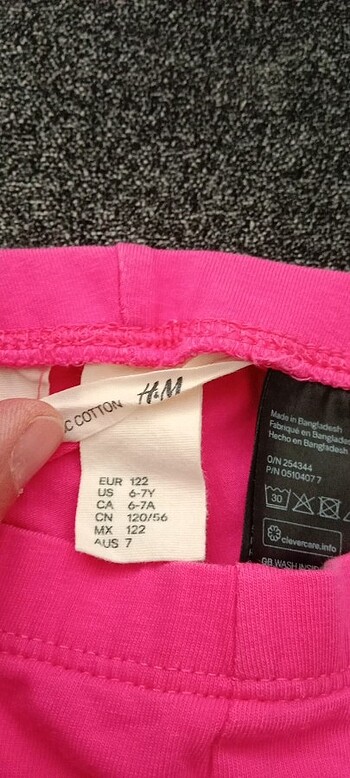 C COTTON
H&M
EUR 122
US 6-7Y
CA 6-7A
CN 120/56
MX 122
AUS 7
Made in Bangladesh
Fabriqué en Bangladesh
Hecho en Bangladesh
O/N 254344
P/N 0510407 7
30
clevercare.info
GB WASH INSIDE